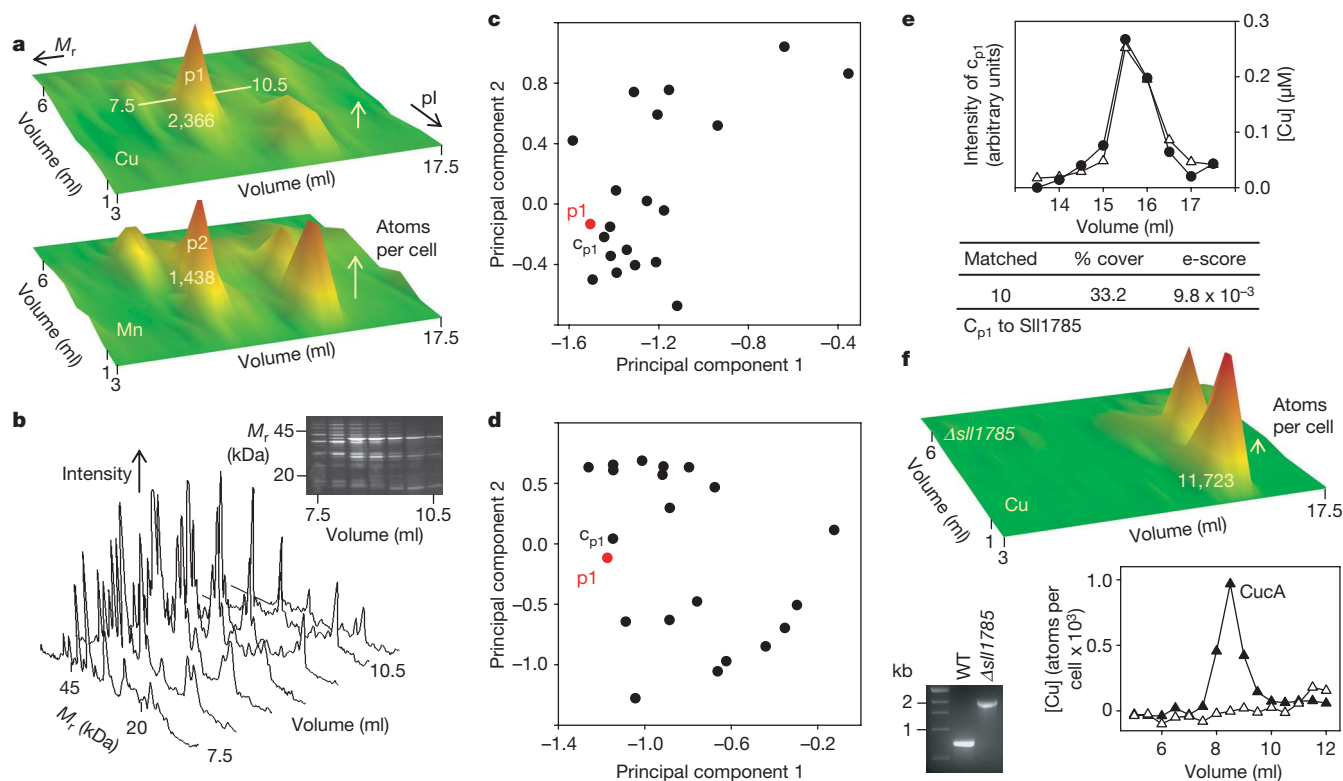 a
Mr
p1
10.5
7.5
2,366
pI
6
Cu
Volume (ml)
1
3
Volume (ml)
17.5
p2
1,438
Atoms
per cell
6
Mn
Volume (ml)
1
3
Volume (ml)
17.5
b
Intensity
Mr
(kDa)
45
20
7.5
10.5
Volume (ml)
45
20
7.5
Mr (kDa)
10.5
Volume (ml)
c
Principal component 2
0.8
0.4
0.0
–0.4
p1
Cp1
–1.6
–1.2
–0.8
–0.4
Principal component 1
d
Principal component 2
1.0
0.5
0.0
–0.5
–1.0
Cp1
p1
–1.4
–1.0
–0.6
–0.2
Principal component 1
e
Intensity of cp1
(arbitrary units)
0.3
0.2
0.1
0.0
[Cu] (µM)
14
15
16
17
Volume (ml)
Matched % cover e-score
10 33.2 9.8 x 10–3
Cp1 to Sll1785
f
Δsll1785
6
Cu
Volume (ml)
1
3
11,723
Atoms
per cell
Volume (ml)
17.5
kb
WT
Δsll1785
2
1
[Cu] (atoms per
cell x 103)
1.0
0.5
0
CucA
6
8
10
12
Volume (ml)